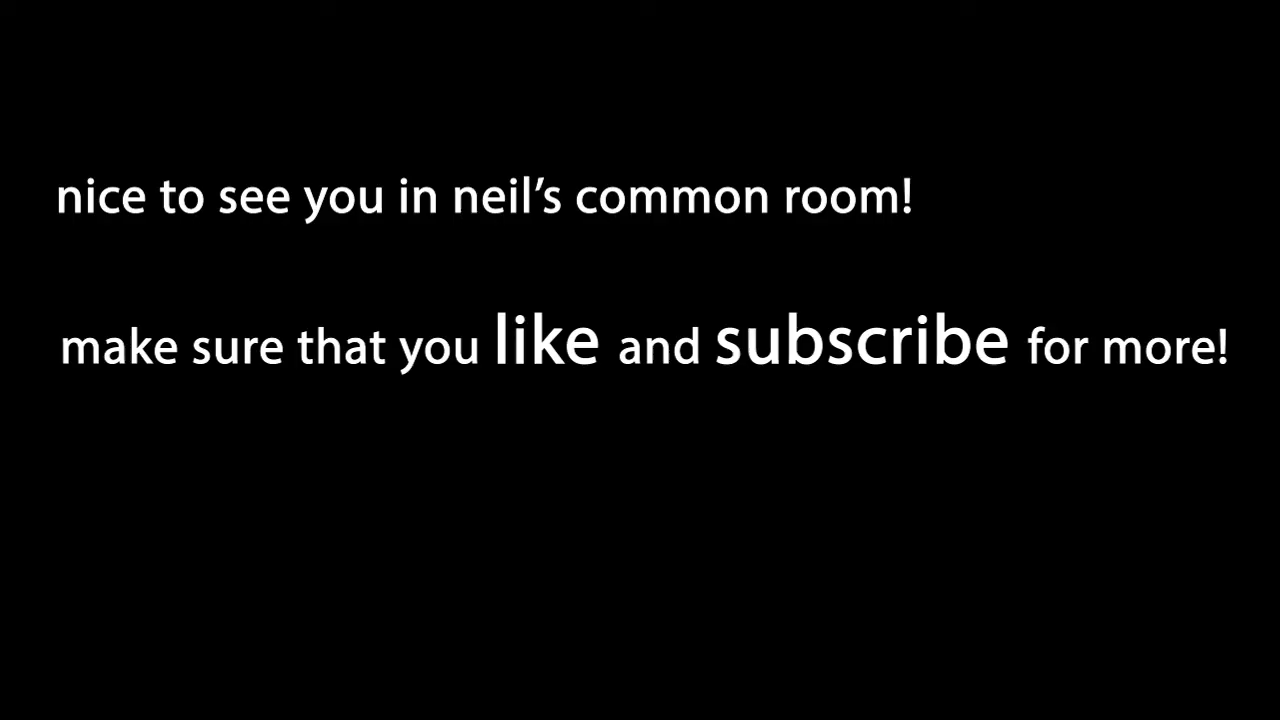 nice to see you in neil’s common room!
make sure that you like and subscribe for more!